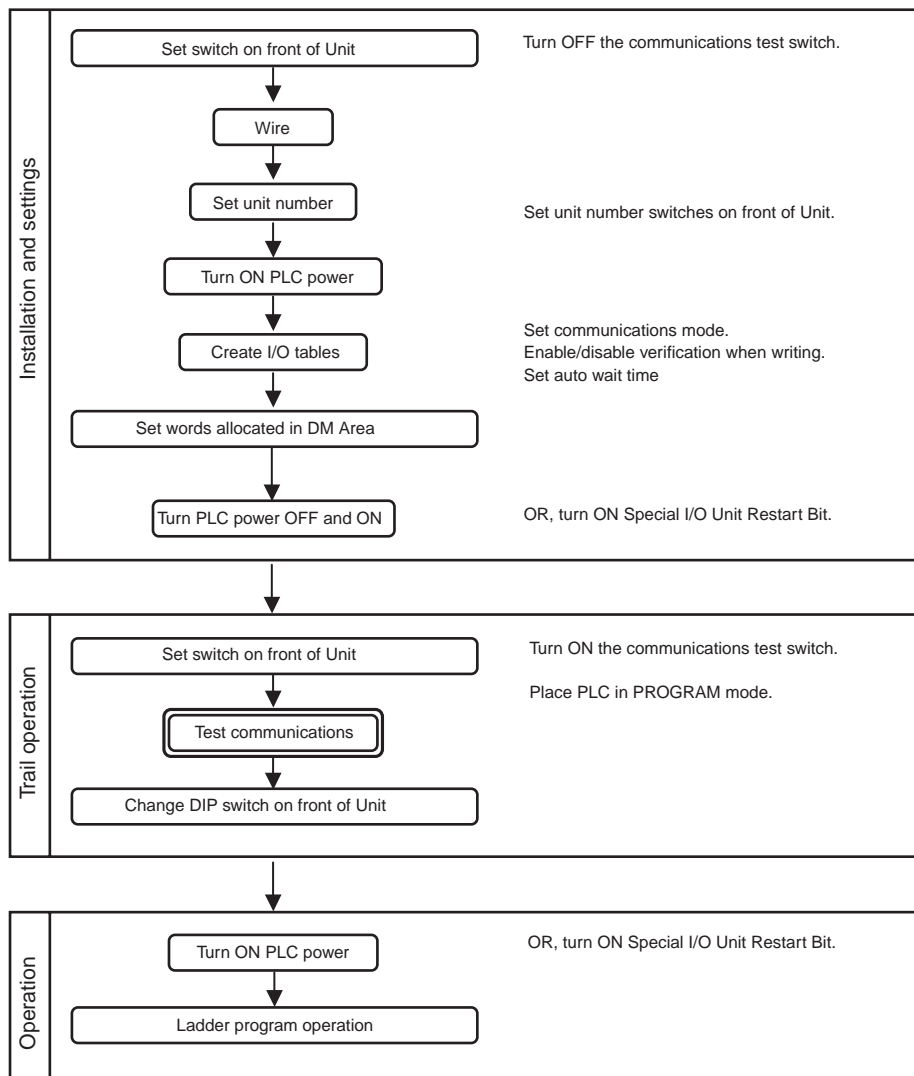 Installation and settings
Set switch on front of Unit
Turn OFF the communications test switch.
Wire
Set unit number
Set unit number switches on front of Unit.
Turn ON PLC power
Create I/O tables
Set communications mode.
Enable/disable verification when writing.
Set auto wait time
Set words allocated in DM Area
Turn PLC power OFF and ON
OR, turn ON Special I/O Unit Restart Bit.
Trail operation
Set switch on front of Unit
Turn ON the communications test switch.
Place PLC in PROGRAM mode.
Test communications
Change DIP switch on front of Unit
Operation
Turn ON PLC power
OR, turn ON Special I/O Unit Restart Bit.
Ladder program operation